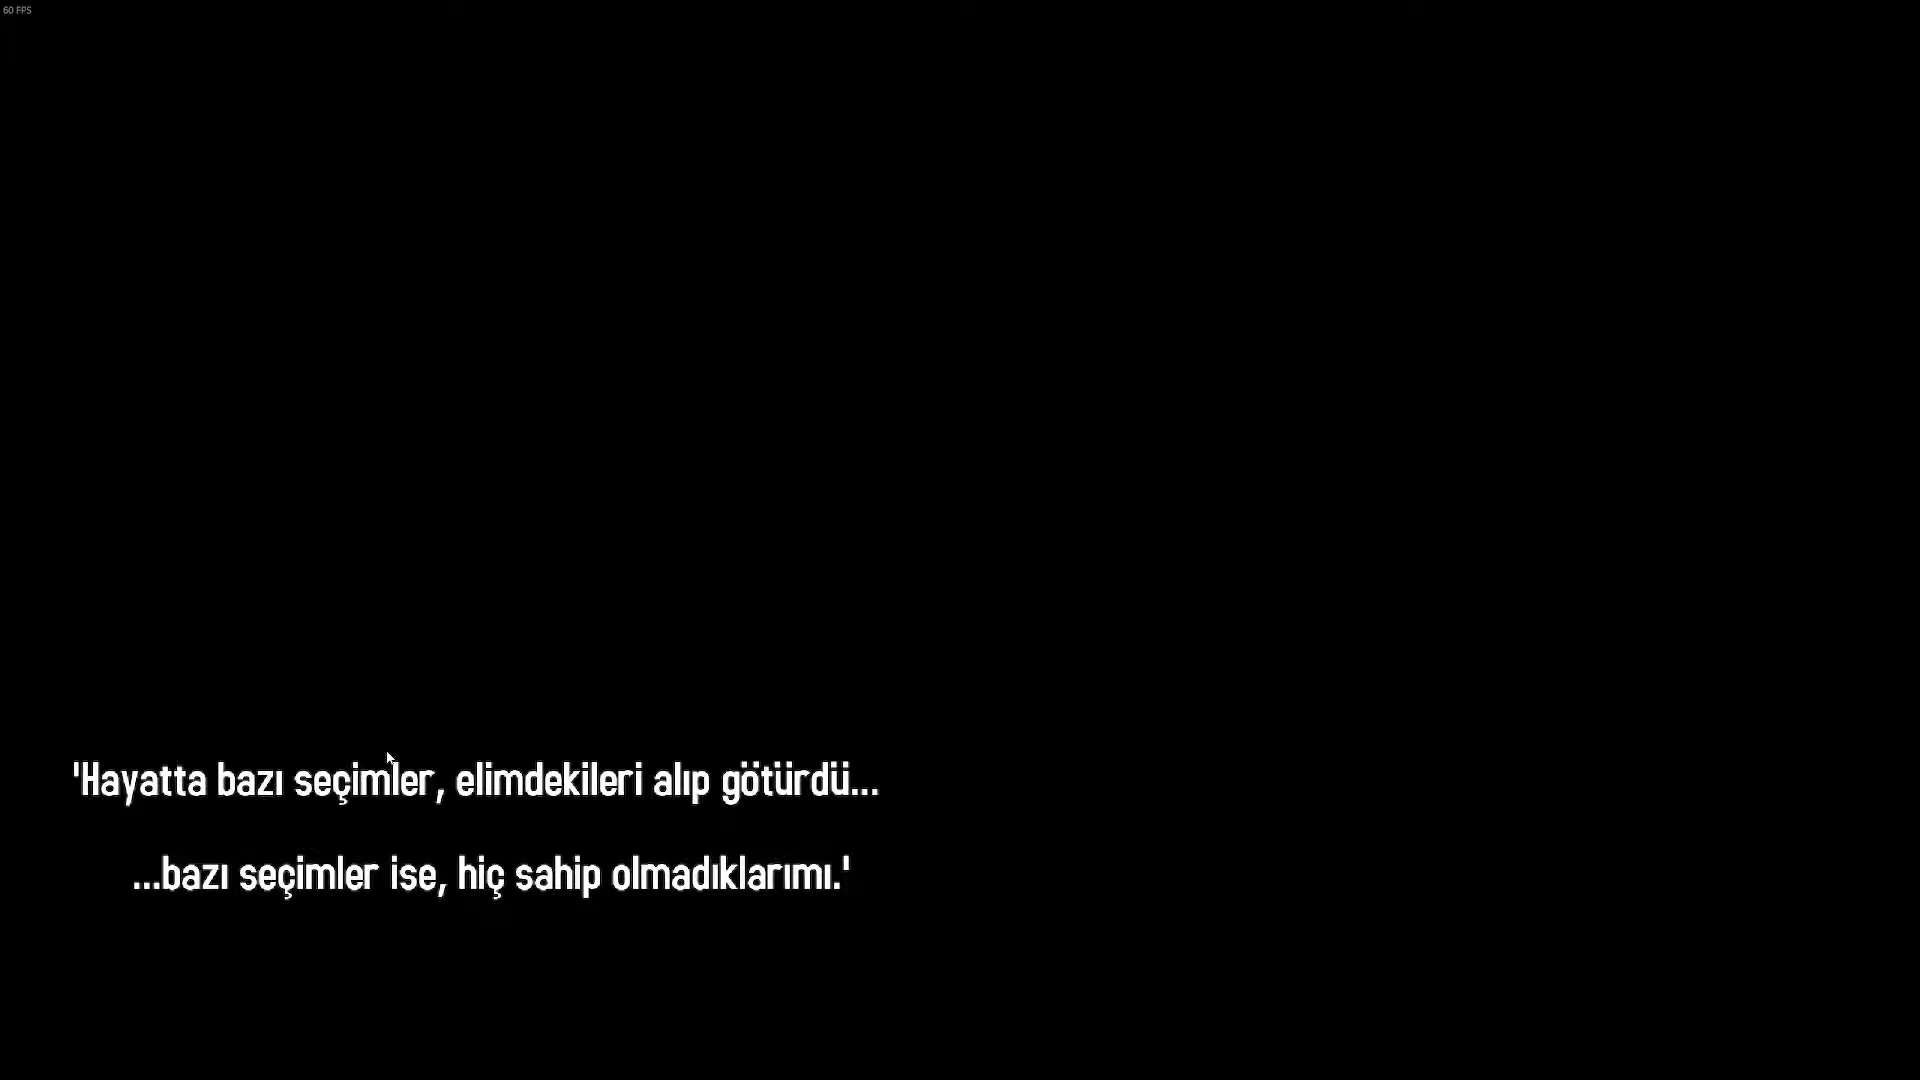 60 FPS
'Hayatta bazı seçimler, elimdekileri alıp götürdü...
...bazı seçimler ise, hiç sahip olmadıklarımı.'